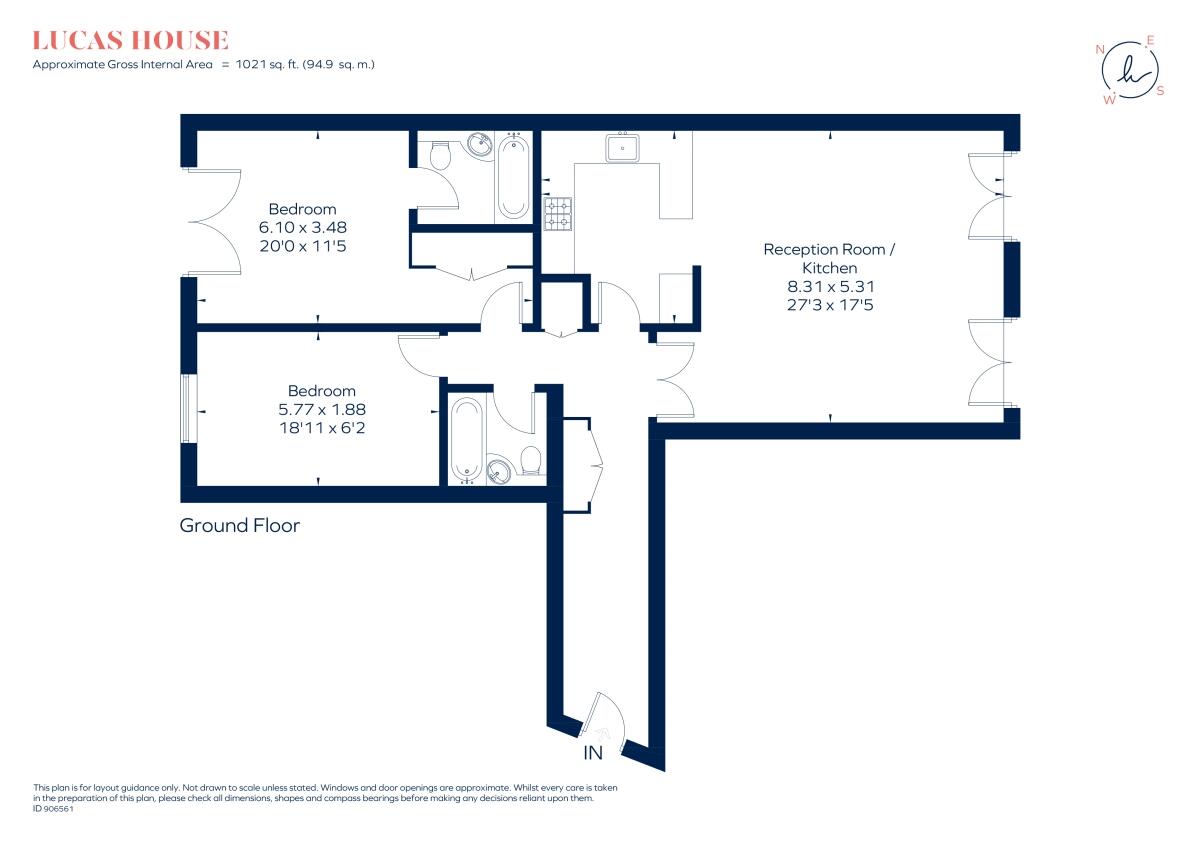 LUCAS HOUSE
Approximate Gross Internal Area = 1021 sq. ft. (94.9 sq. m.)
N
E
S
W
Bedroom
6.10 x 3.48
20'0 x 11'5
Reception Room /
Kitchen
8.31 x 5.31
27'3 x 17'5
Bedroom
5.77 x 1.88
18'11 x 6'2
Ground Floor
IN
This plan is for layout guidance only. Not drawn to scale unless stated. Windows and door openings are approximate. Whilst every care is taken
in the preparation of this plan, please check all dimensions, shapes and compass bearings before making any decisions reliant upon them.
ID 906561